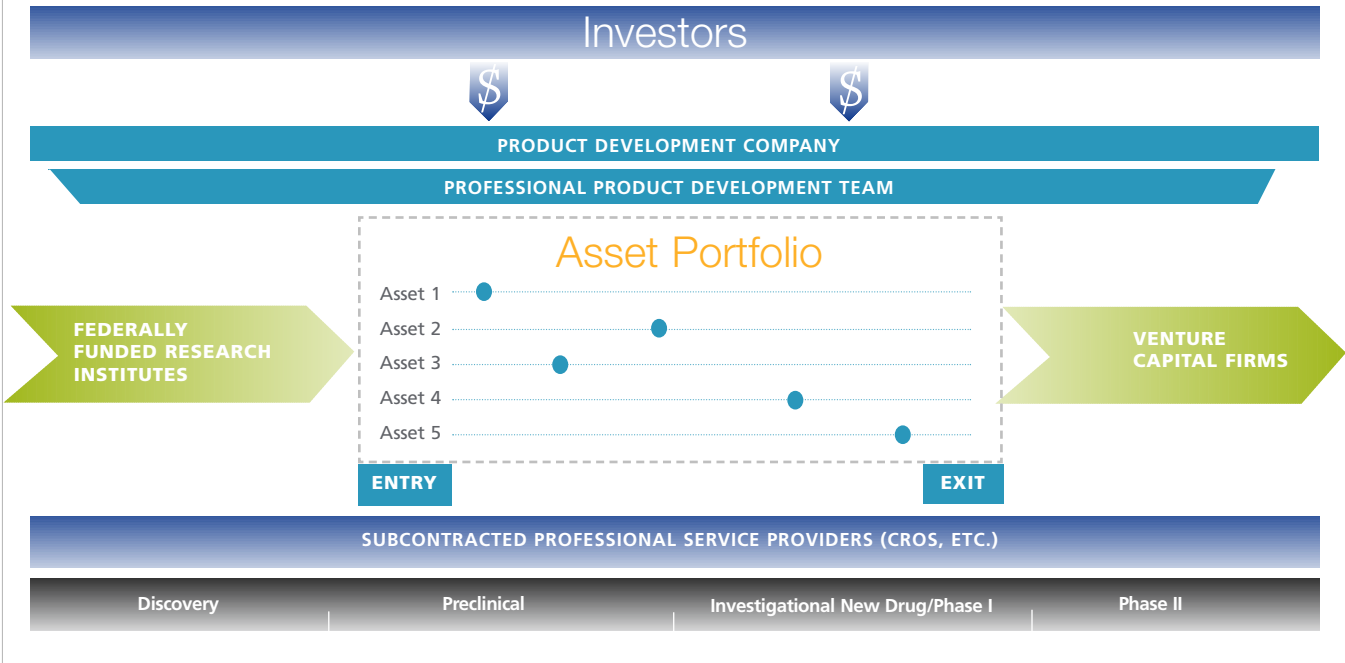 Investors
$ $
PRODUCT DEVELOPMENT COMPANY
PROFESSIONAL PRODUCT DEVELOPMENT TEAM
Asset Portfolio
Asset 1
Asset 2
Asset 3
Asset 4
Asset 5
FEDERALLY
FUNDED RESEARCH
INSTITUTES
VENTURE
CAPITAL FIRMS
ENTRY
EXIT
SUBCONTRACTED PROFESSIONAL SERVICE PROVIDERS (CROS, ETC.)
Discovery
Preclinical
Investigational New Drug/Phase I
Phase II